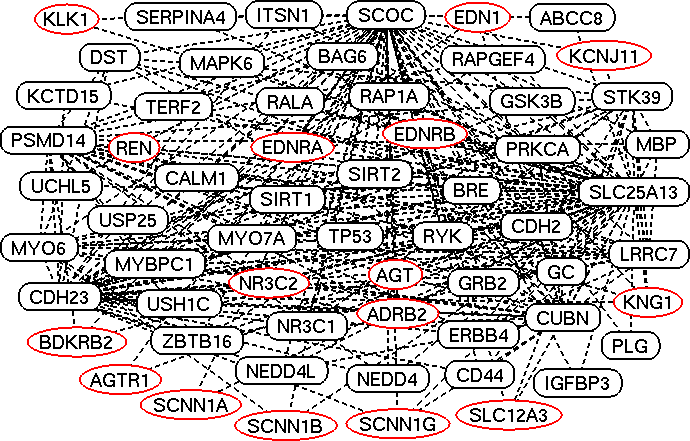 KLK1 SERPINA4 ITSN1 SCOC EDN1 ABCC8
DST MAPK6 BAG6 RAPGEF4 KCNJ11
KCTD15 TERF2 RALA RAP1A GSK3B STK39
PSMD14 REN EDNRA EDNRB PRKCA MBP
UCHL5 CALM1 SIRT1 SIRT2 BRE SLC25A13
USP25 MYO7A TP53 RYK CDH2
MYO6 MYBPC1 NR3C2 AGT GRB2 GC LRRC7
CDH23 USH1C NR3C1 ADRB2 ERBB4 CUBN KNG1
BDKRB2 ZBTB16 PLG
AGTR1 NEDD4L NEDD4 CD44 IGFBP3
SCNN1A SCNN1B SCNN1G SLC12A3